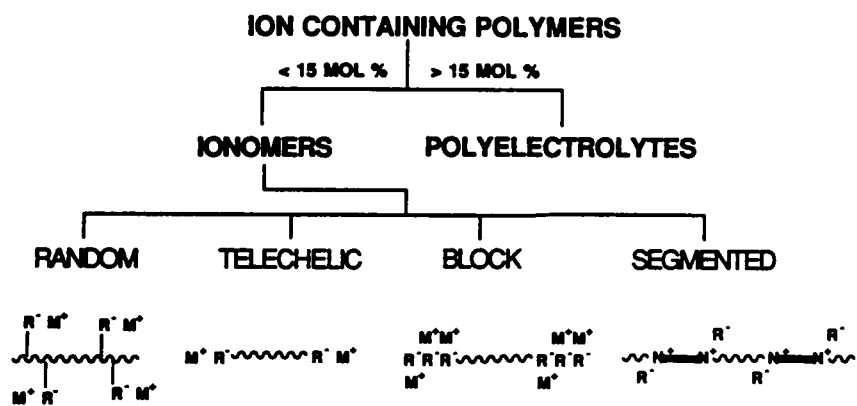 ION CONTAINING POLYMERS
< 15 MOL % > 15 MOL %
IONOMERS POLYELECTROLYTES
RANDOM TELECHELIC BLOCK SEGMENTED
R⁻ M⁺ R⁻ M⁺ M⁺M⁺ M⁺M⁺ R⁻ R⁻
M⁺ R⁻ R⁻ M⁺ R⁻R⁻R⁻ R⁻R⁻R⁻ N⁺ N⁺ N⁺ N⁺
M⁺ R⁻ R⁻ M⁺ M⁺ M⁺ R⁻ R⁻